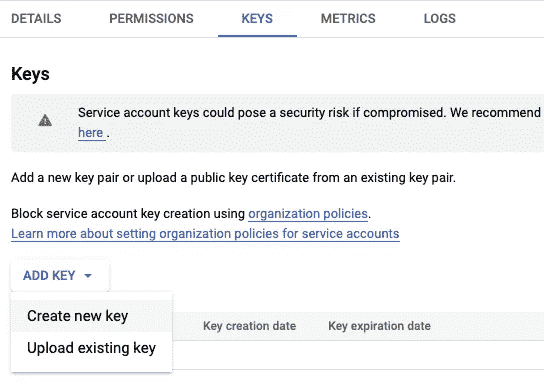 DETAILS PERMISSIONS KEYS METRICS LOGS
Keys
Service account keys could pose a security risk if compromised. We recommend
here .
Add a new key pair or upload a public key certificate from an existing key pair.
Block service account key creation using organization policies.
Learn more about setting organization policies for service accounts
ADD KEY
Create new key
Upload existing key
Key creation date Key expiration date